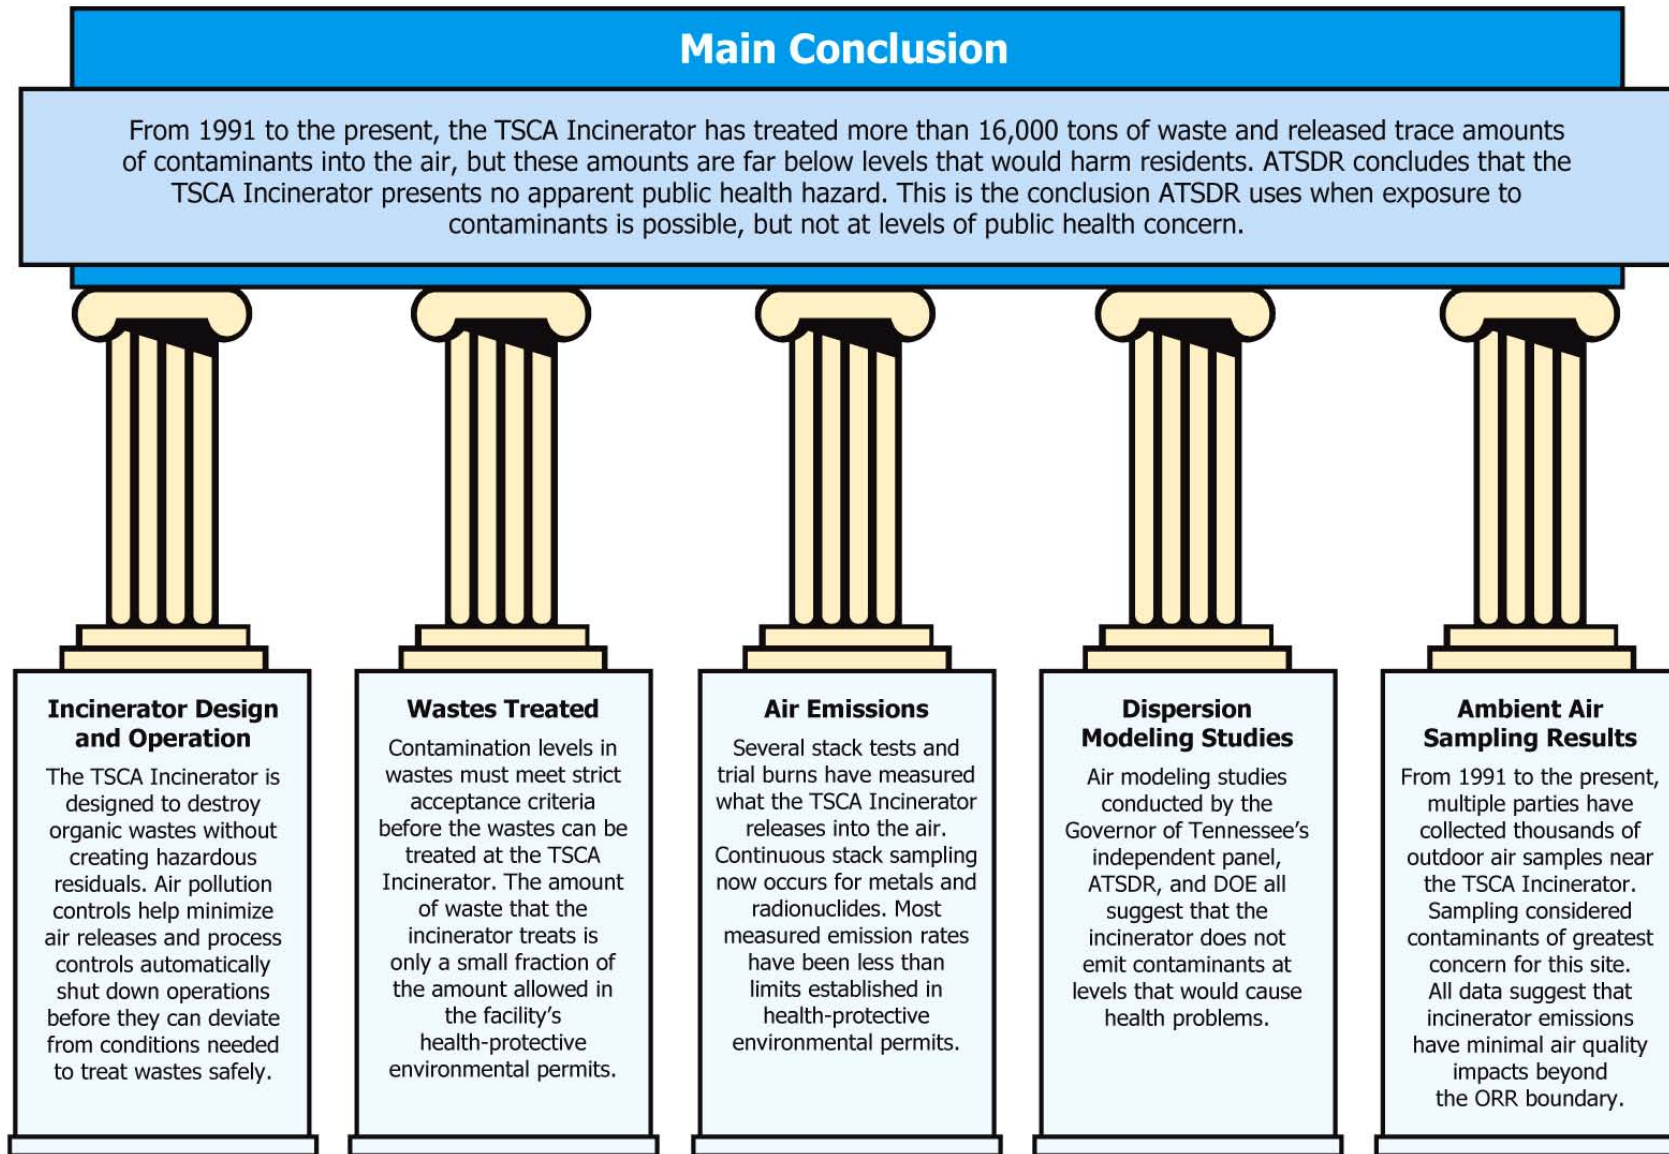 Main Conclusion
From 1991 to the present, the TSCA Incinerator has treated more than 16,000 tons of waste and released trace amounts
of contaminants into the air, but these amounts are far below levels that would harm residents. ATSDR concludes that the
TSCA Incinerator presents no apparent public health hazard. This is the conclusion ATSDR uses when exposure to
contaminants is possible, but not at levels of public health concern.
Incinerator Design
and Operation
The TSCA Incinerator is
designed to destroy
organic wastes without
creating hazardous
residuals. Air pollution
controls help minimize
air releases and process
controls automatically
shut down operations
before they can deviate
from conditions needed
to treat wastes safely.
Wastes Treated
Contamination levels in
wastes must meet strict
acceptance criteria
before the wastes can be
treated at the TSCA
Incinerator. The amount
of waste that the
incinerator treats is
only a small fraction of
the amount allowed in
the facility's
health-protective
environmental permits.
Air Emissions
Several stack tests and
trial burns have measured
what the TSCA Incinerator
releases into the air.
Continuous stack sampling
now occurs for metals and
radionuclides. Most
measured emission rates
have been less than
limits established in
health-protective
environmental permits.
Dispersion
Modeling Studies
Air modeling studies
conducted by the
Governor of Tennessee's
independent panel,
ATSDR, and DOE all
suggest that the
incinerator does not
emit contaminants at
levels that would cause
health problems.
Ambient Air
Sampling Results
From 1991 to the present,
multiple parties have
collected thousands of
outdoor air samples near
the TSCA Incinerator.
Sampling considered
contaminants of greatest
concern for this site.
All data suggest that
incinerator emissions
have minimal air quality
impacts beyond
the ORR boundary.